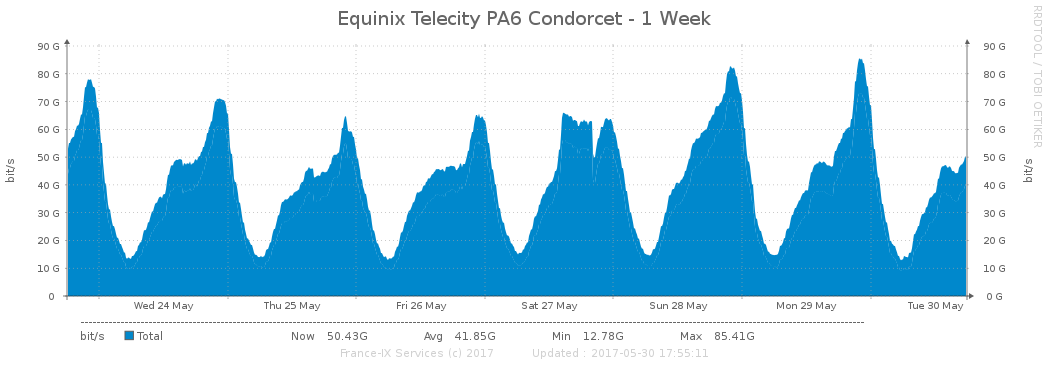 Equinix Telecity PA6 Condorcet - 1 Week
RRDTOOL / TOBI OETIKER
bit/s
90 G 90 G
80 G 80 G
70 G 70 G
60 G 60 G
50 G 50 G
40 G 40 G
30 G 30 G
20 G 20 G
10 G 10 G
0 0 G
bit/s
Wed 24 May Thu 25 May Fri 26 May Sat 27 May Sun 28 May Mon 29 May Tue 30 May
bit/s Total Now 50.43G Avg 41.85G Min 12.78G Max 85.41G
France-IX Services (c) 2017 Updated : 2017-05-30 17:55:11